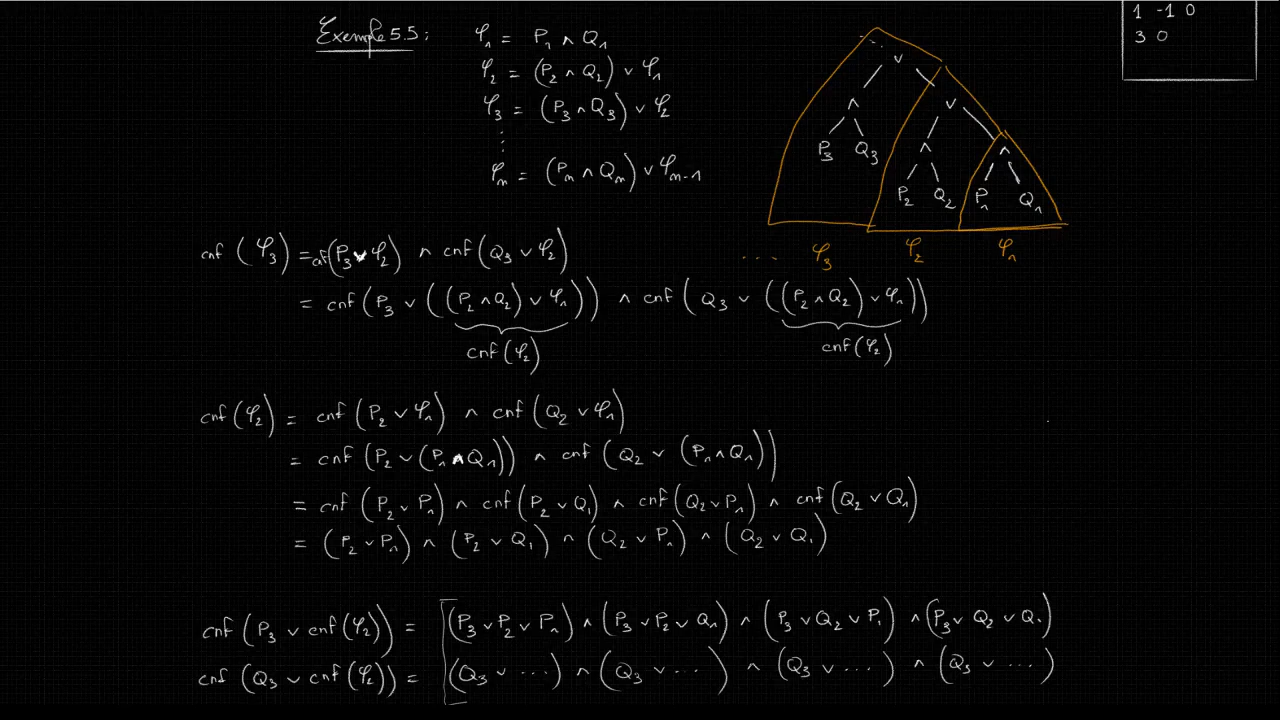 Exemple 5.5 : φ₁ = P₁ ∧ Q₁
φ₂ = (P₂ ∧ Q₂) ∨ φ₁
φ₃ = (P₃ ∧ Q₃) ∨ φ₂
⋮
φₘ = (Pₘ ∧ Qₘ) ∨ φₘ₋₁
1 -1 0
3 0
∨
∧ ∨
P₃ Q₃ ∧ ∧
P₂ Q₂ P₁ Q₁
... φ₃ φ₂ φ₁
cnf (φ₃) = cnf(P₃ ∨ φ₂) ∧ cnf (Q₃ ∨ φ₂)
= cnf (P₃ ∨ ((P₂ ∧ Q₂) ∨ φ₁)) ∧ cnf (Q₃ ∨ ((P₂ ∧ Q₂) ∨ φ₁))
cnf (φ₂) cnf (φ₂)
cnf (φ₂) = cnf (P₂ ∨ φ₁) ∧ cnf (Q₂ ∨ φ₁)
= cnf (P₂ ∨ (P₁ ∧ Q₁)) ∧ cnf (Q₂ ∨ (P₁ ∧ Q₁))
= cnf (P₂ ∨ P₁) ∧ cnf (P₂ ∨ Q₁) ∧ cnf (Q₂ ∨ P₁) ∧ cnf (Q₂ ∨ Q₁)
= (P₂ ∨ P₁) ∧ (P₂ ∨ Q₁) ∧ (Q₂ ∨ P₁) ∧ (Q₂ ∨ Q₁)
cnf (P₃ ∨ cnf (φ₂)) = (P₃ ∨ P₂ ∨ P₁) ∧ (P₃ ∨ P₂ ∨ Q₁) ∧ (P₃ ∨ Q₂ ∨ P₁) ∧ (P₃ ∨ Q₂ ∨ Q₁)
cnf (Q₃ ∨ cnf (φ₂)) = (Q₃ ∨ ...) ∧ (Q₃ ∨ ...) ∧ (Q₃ ∨ ...) ∧ (Q₃ ∨ ...)